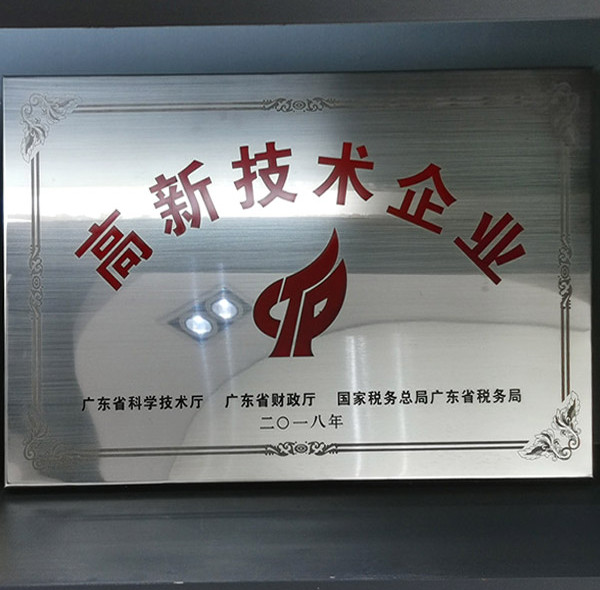 高新技术企业
广东省科学技术厅 广东省财政厅 国家税务总局广东省税务局
二〇一八年